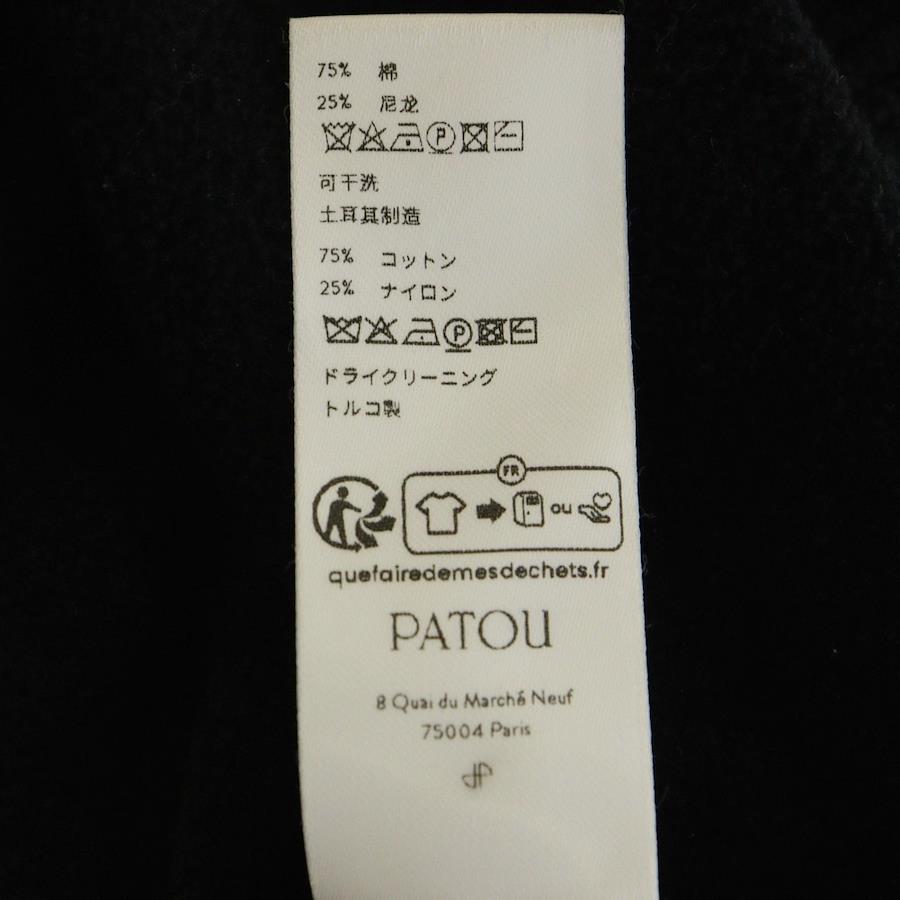 75% 棉
25% 尼龙
P
可干洗
土耳其制造
75% コットン
25% ナイロン
P
ドライクリーニング
トルコ製
FR
ou
quefairedemesdechets.fr
PATOU
8 Quai du Marché Neuf
75004 Paris
JP